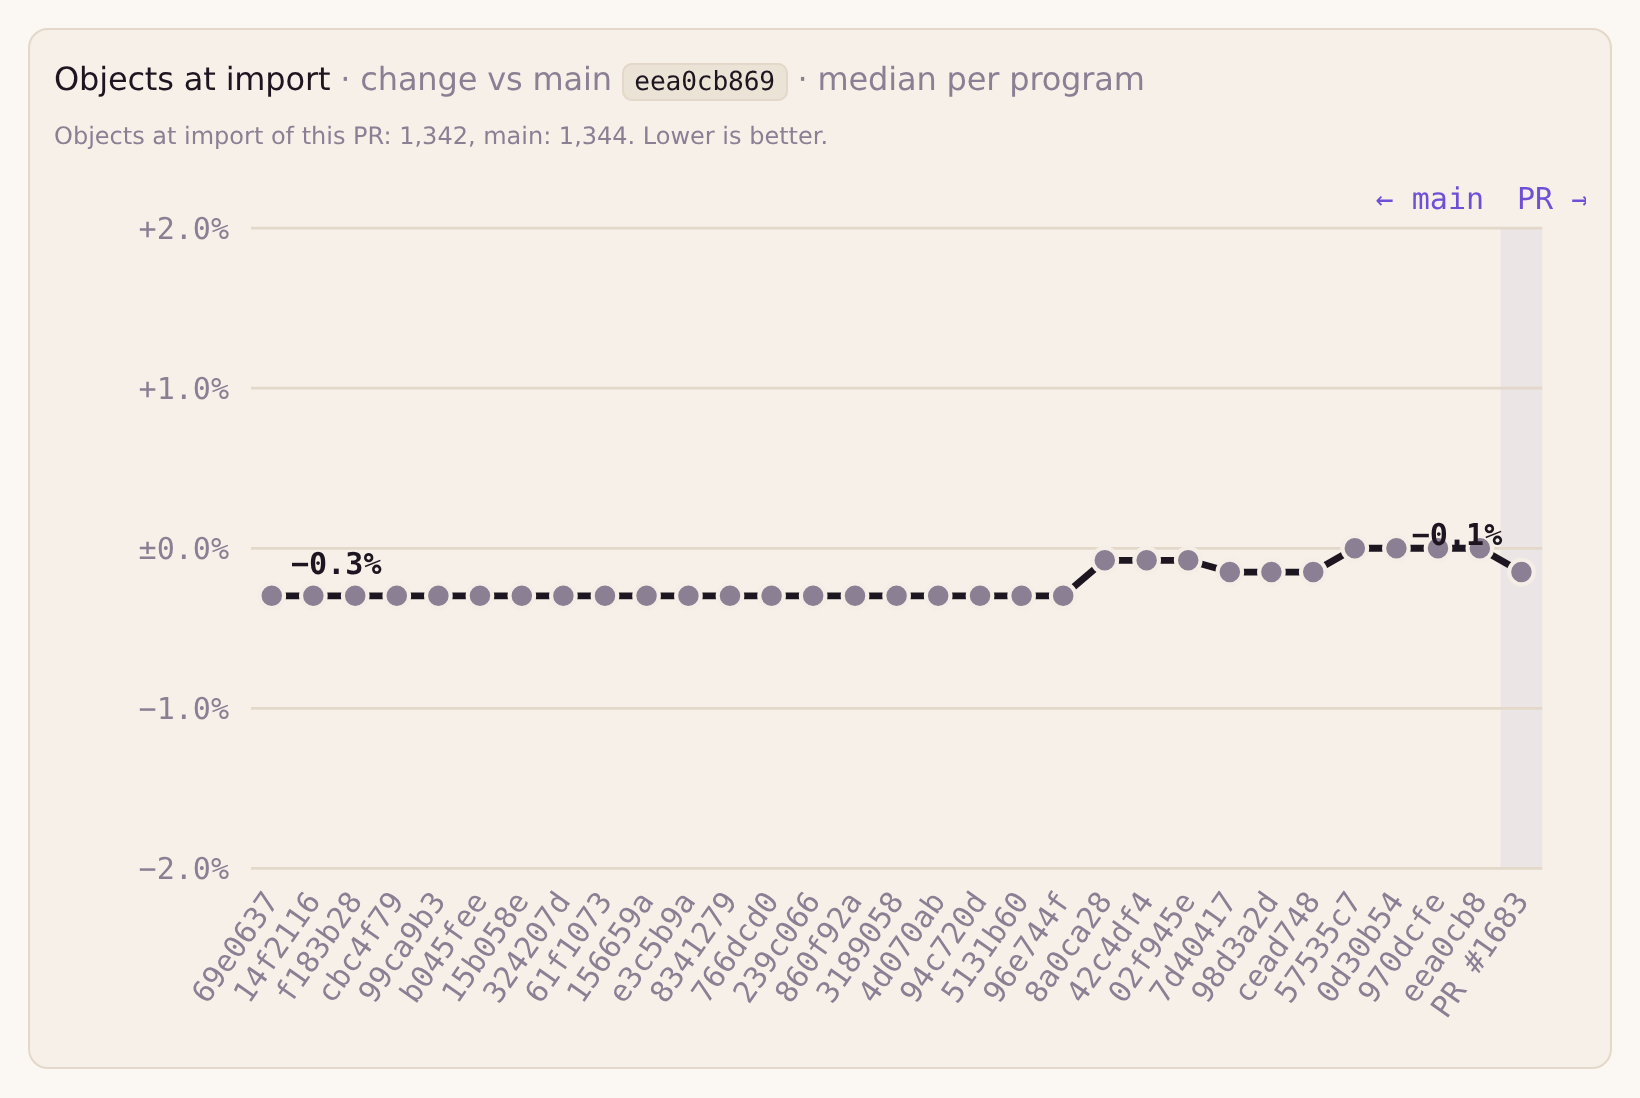 Objects at import · change vs main eea0cb869 · median per program
Objects at import of this PR: 1,342, main: 1,344. Lower is better.
← main PR →
+2.0%
+1.0%
±0.0%
−1.0%
−2.0%
−0.3%
−0.1%
69e0637
14f2116
f183b28
cbc4f79
99ca9b3
b045fee
15b058e
324207d
61f1073
156659a
e3c5b9a
8341279
766dcd0
239c066
860f92a
3189058
4d070ab
94c720d
5131b60
96e744f
8a0ca28
42c4df4
02f945e
7d40417
98d3a2d
cead748
57535c7
0d30b54
970dcfe
eea0cb8
PR #1683